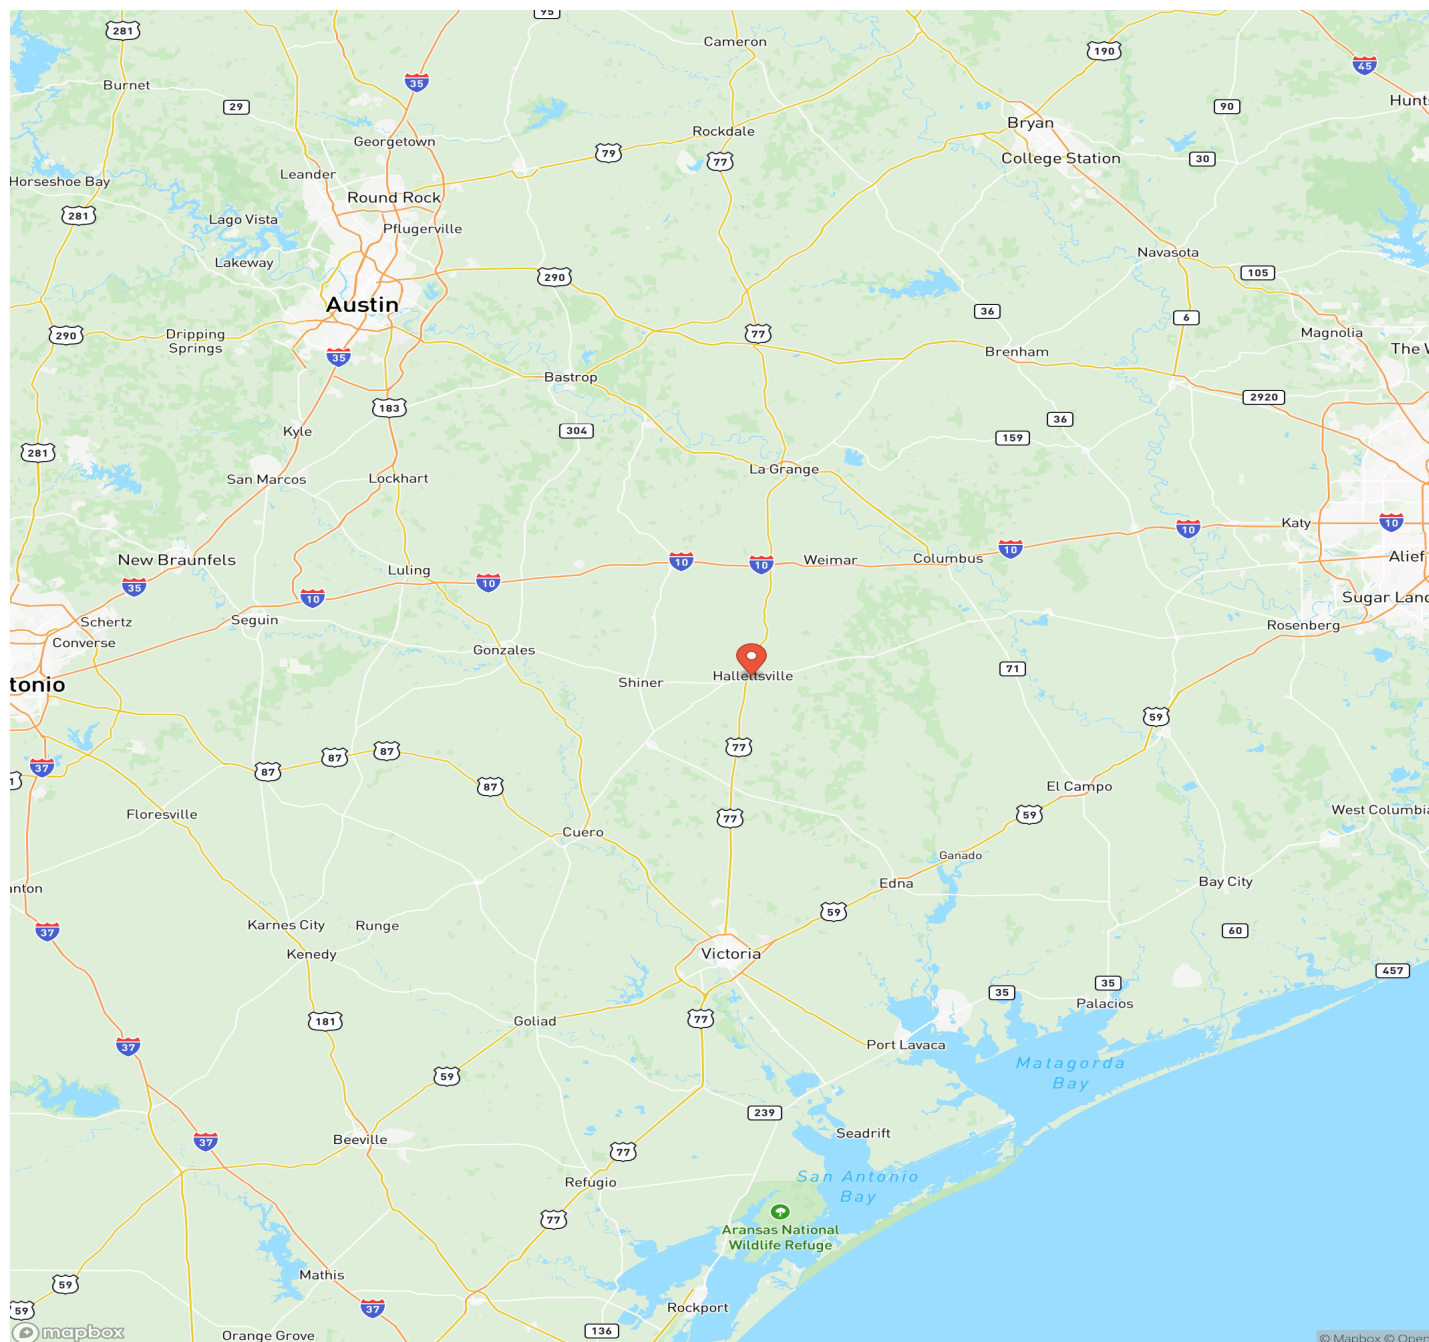 95
281
Cameron
190
35
45
Burnet
29
90
Bryan
Rockdale
Georgetown
79
77
College Station
30
Leander
Horseshoe Bay
Round Rock
281
Lago Vista
Pflugerville
Navasota
Lakeway
105
290
Austin
36
6
290
Dripping
Springs
77
Magnolia
35
Brenham
Bastrop
2920
183
36
Kyle
304
159
281
La Grange
San Marcos
Lockhart
10
Katy
10
10
New Braunfels
10
10
Weimar
Columbus
Alief
Luling
10
35
10
Sugar Land
Schertz
Seguin
Rosenberg
Converse
Gonzales
71
Hallettsville
Shiner
tonio
59
77
87
87
87
37
87
El Campo
Floresville
77
59
West Columbia
Cuero
Ganado
Edna
Bay City
anton
59
Karnes City
Runge
37
60
Kenedy
Victoria
457
35
35
Palacios
181
Goliad
77
Port Lavaca
37
Matagorda
Bay
59
239
Seadrift
37
Beeville
77
San Antonio
Bay
Refugio
77
Aransas National
Wildlife Refuge
Mathis
59
59
37
Rockport
136
Orange Grove
mapbox
© Mapbox © Open